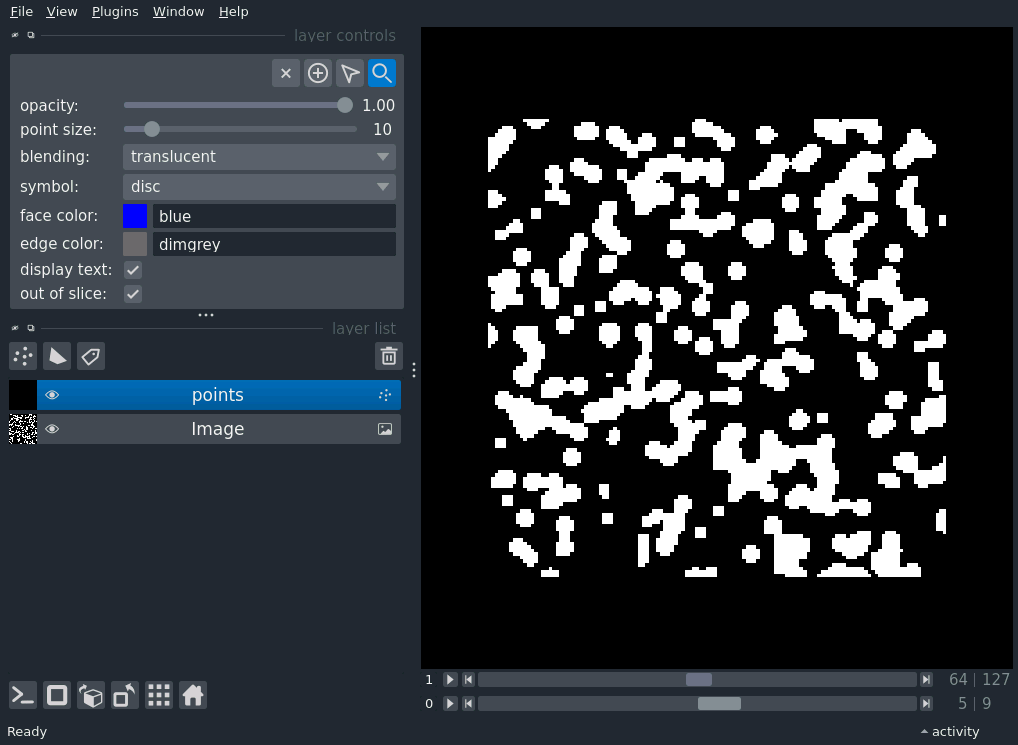 File View Plugins Window Help
layer controls
opacity: 1.00
point size: 10
blending: translucent
symbol: disc
face color: blue
edge color: dimgrey
display text:
out of slice:
layer list
points
Image
1 64 | 127
0 5 | 9
Ready activity